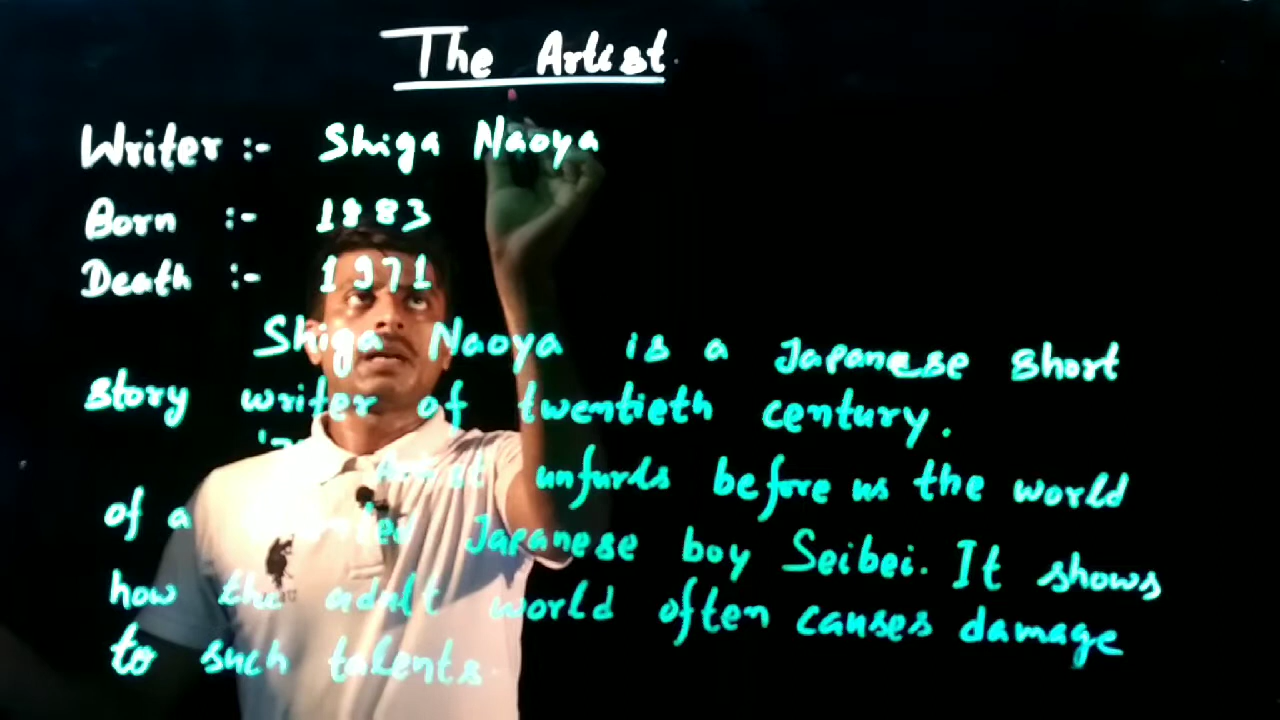 The Artist
Writer :- Shiga Naoya
Born :- 1883
Death :- 1971
Shiga Naoya is a Japanese short
story writer of twentieth century.
Artist unfurls before us the world
of a Japanese boy Seibei. It shows
how the adult world often causes damage
to such talents